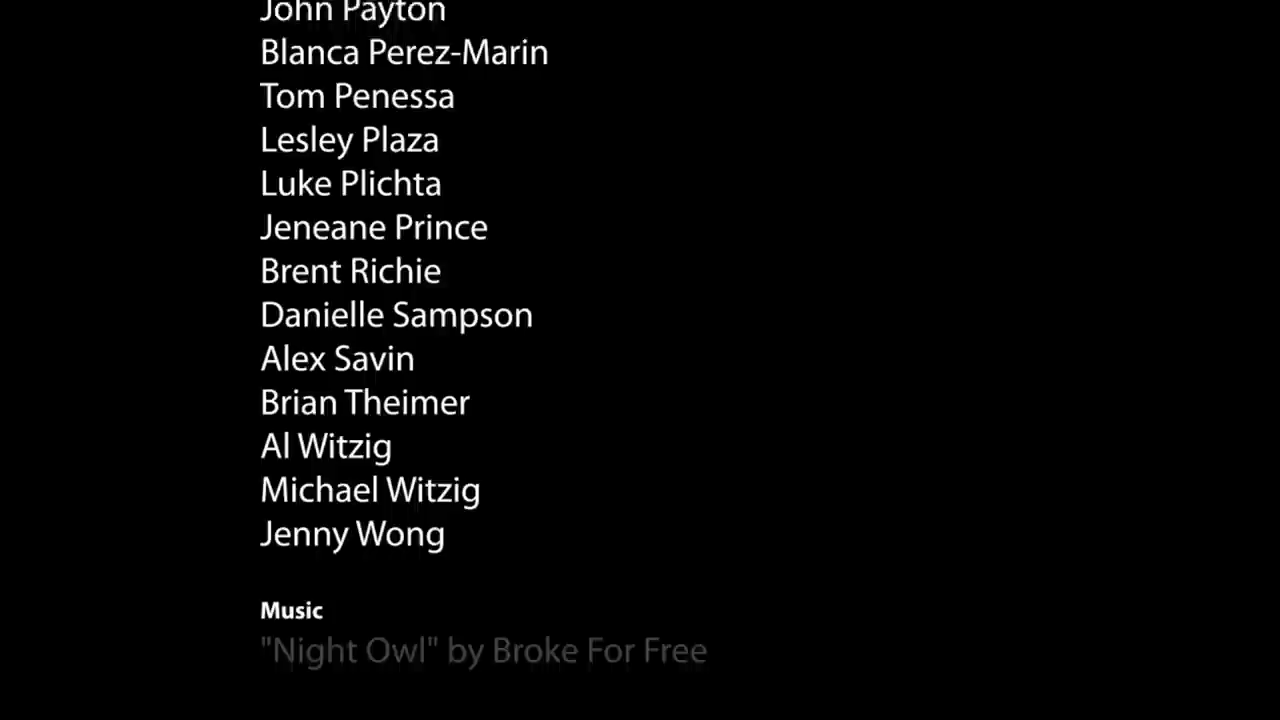 John Payton
Blanca Perez-Marin
Tom Penessa
Lesley Plaza
Luke Plichta
Jeneane Prince
Brent Richie
Danielle Sampson
Alex Savin
Brian Theimer
Al Witzig
Michael Witzig
Jenny Wong
Music
"Night Owl" by Broke For Free